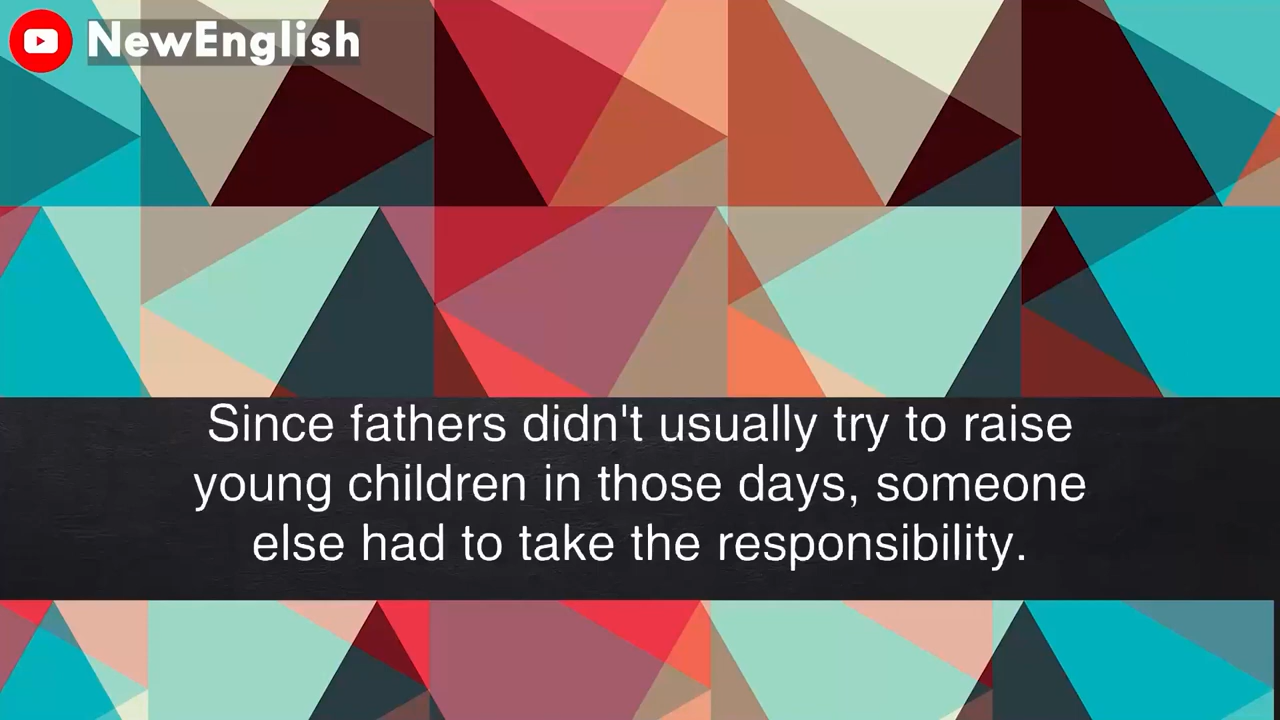 NewEnglish
Since fathers didn't usually try to raise
young children in those days, someone
else had to take the responsibility.